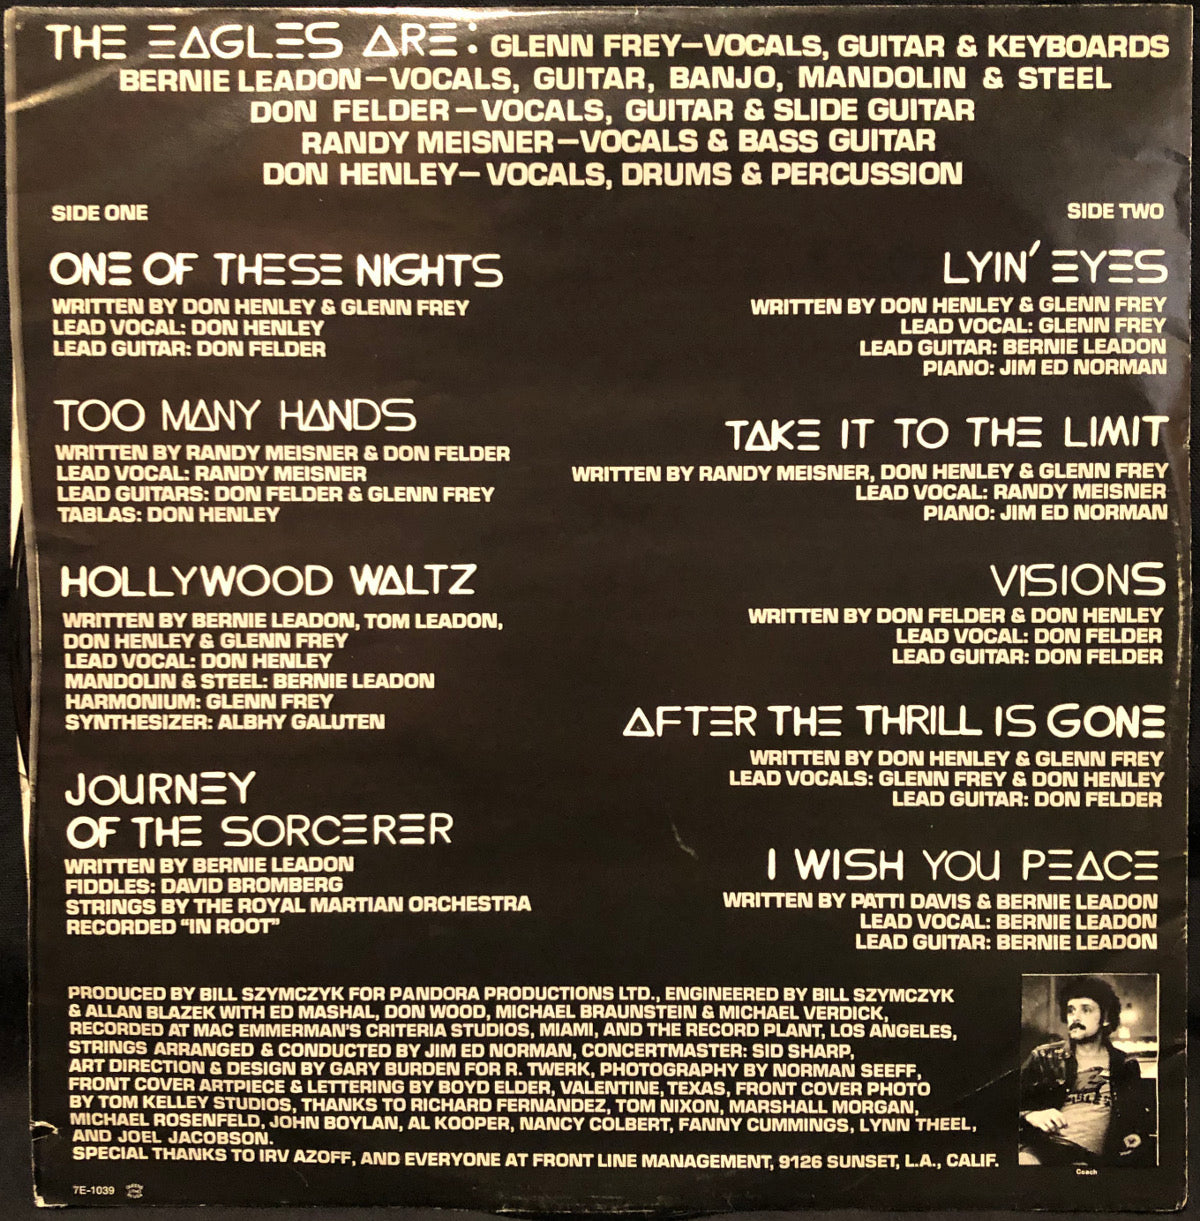 THE EAGLES ARE: GLENN FREY—VOCALS, GUITAR & KEYBOARDS
BERNIE LEADON—VOCALS, GUITAR, BANJO, MANDOLIN & STEEL
DON FELDER—VOCALS, GUITAR & SLIDE GUITAR
RANDY MEISNER—VOCALS & BASS GUITAR
DON HENLEY—VOCALS, DRUMS & PERCUSSION
SIDE ONE
ONE OF THESE NIGHTS
WRITTEN BY DON HENLEY & GLENN FREY
LEAD VOCAL: DON HENLEY
LEAD GUITAR: DON FELDER
TOO MANY HANDS
WRITTEN BY RANDY MEISNER & DON FELDER
LEAD VOCAL: RANDY MEISNER
LEAD GUITARS: DON FELDER & GLENN FREY
TABLAS: DON HENLEY
HOLLYWOOD WALTZ
WRITTEN BY BERNIE LEADON, TOM LEADON,
DON HENLEY & GLENN FREY
LEAD VOCAL: DON HENLEY
MANDOLIN & STEEL: BERNIE LEADON
HARMONIUM: GLENN FREY
SYNTHESIZER: ALBHY GALUTEN
JOURNEY
OF THE SORCERER
WRITTEN BY BERNIE LEADON
FIDDLES: DAVID BROMBERG
STRINGS BY THE ROYAL MARTIAN ORCHESTRA
RECORDED "IN ROOT"
SIDE TWO
LYIN' EYES
WRITTEN BY DON HENLEY & GLENN FREY
LEAD VOCAL: GLENN FREY
LEAD GUITAR: BERNIE LEADON
PIANO: JIM ED NORMAN
TAKE IT TO THE LIMIT
WRITTEN BY RANDY MEISNER, DON HENLEY & GLENN FREY
LEAD VOCAL: RANDY MEISNER
PIANO: JIM ED NORMAN
VISIONS
WRITTEN BY DON FELDER & DON HENLEY
LEAD VOCAL: DON FELDER
LEAD GUITAR: DON FELDER
AFTER THE THRILL IS GONE
WRITTEN BY DON HENLEY & GLENN FREY
LEAD VOCALS: GLENN FREY & DON HENLEY
LEAD GUITAR: DON FELDER
I WISH YOU PEACE
WRITTEN BY PATTI DAVIS & BERNIE LEADON
LEAD VOCAL: BERNIE LEADON
LEAD GUITAR: BERNIE LEADON
PRODUCED BY BILL SZYMCZYK FOR PANDORA PRODUCTIONS LTD., ENGINEERED BY BILL SZYMCZYK
& ALLAN BLAZEK WITH ED MASHAL, DON WOOD, MICHAEL BRAUNSTEIN & MICHAEL VERDICK,
RECORDED AT MAC EMMERMAN'S CRITERIA STUDIOS, MIAMI, AND THE RECORD PLANT, LOS ANGELES,
STRINGS ARRANGED & CONDUCTED BY JIM ED NORMAN, CONCERTMASTER: SID SHARP,
ART DIRECTION & DESIGN BY GARY BURDEN FOR R. TWERK, PHOTOGRAPHY BY NORMAN SEEFF,
FRONT COVER ARTPIECE & LETTERING BY BOYD ELDER, VALENTINE, TEXAS, FRONT COVER PHOTO
BY TOM KELLEY STUDIOS, THANKS TO RICHARD FERNANDEZ, TOM NIXON, MARSHALL MORGAN,
MICHAEL ROSENFELD, JOHN BOYLAN, AL KOOPER, NANCY COLBERT, FANNY CUMMINGS, LYNN THEEL,
AND JOEL JACOBSON.
SPECIAL THANKS TO IRV AZOFF, AND EVERYONE AT FRONT LINE MANAGEMENT, 9126 SUNSET, L.A., CALIF.
Coach
7E-1039